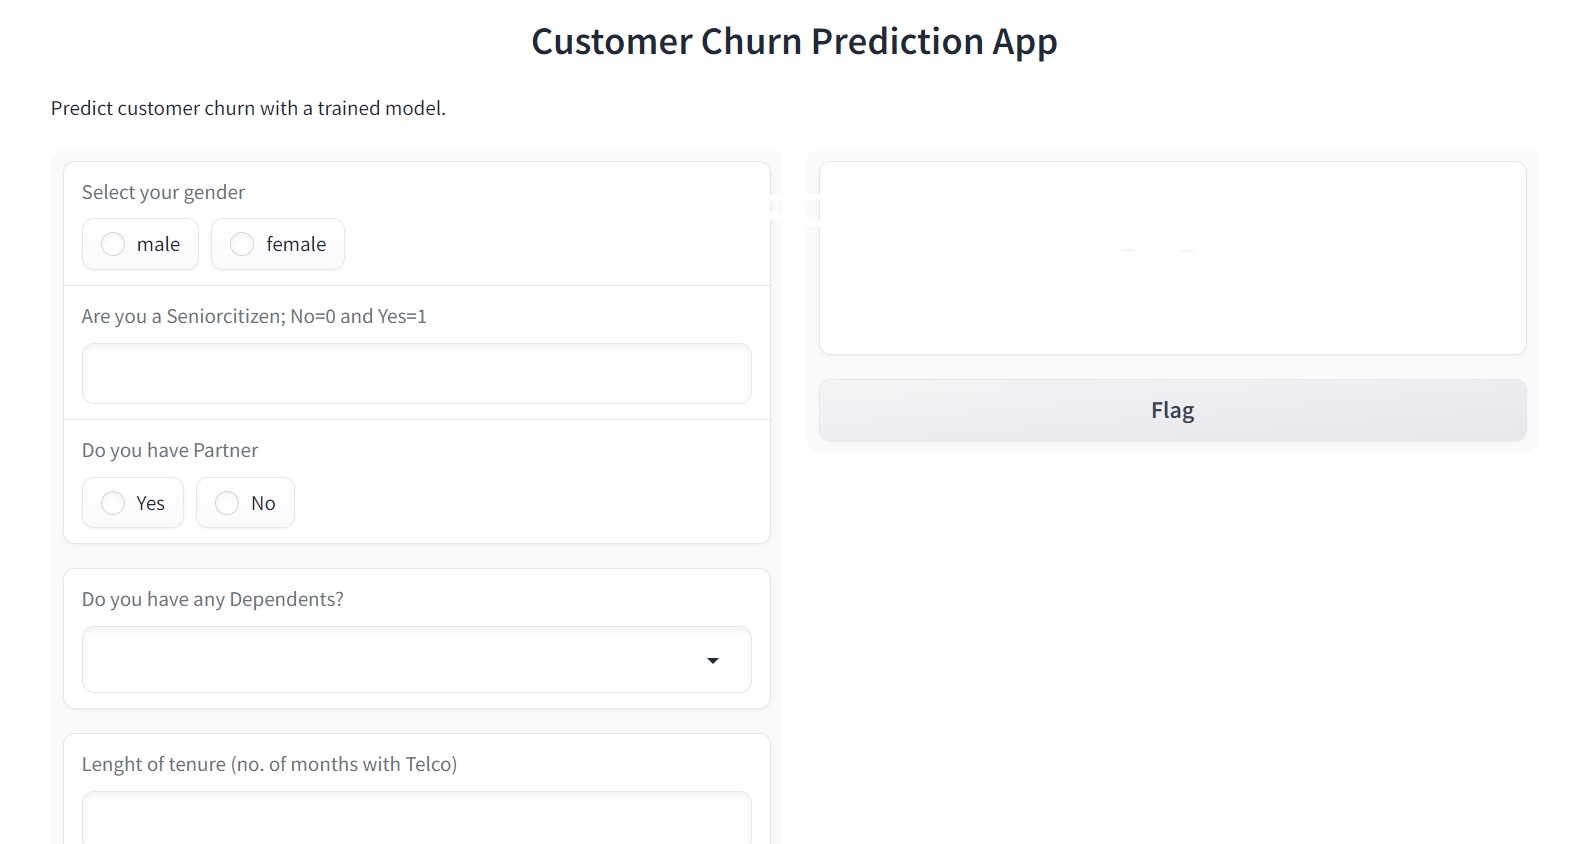 Customer Churn Prediction App
Predict customer churn with a trained model.
Select your gender
male female
Are you a Seniorcitizen; No=0 and Yes=1
Do you have Partner
Yes No
Do you have any Dependents?
Lenght of tenure (no. of months with Telco)
Flag